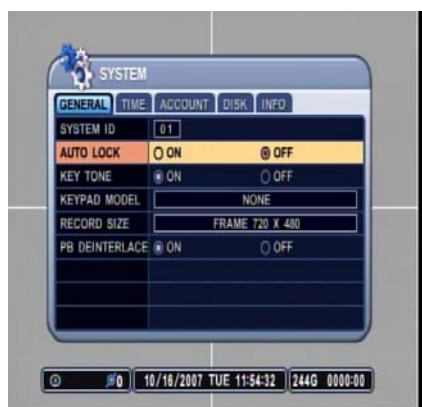 SYSTEM
GENERAL TIME ACCOUNT DISK INFO
SYSTEM ID 01
AUTO LOCK ON OFF
KEY TONE ON OFF
KEYPAD MODEL NONE
RECORD SIZE FRAME 720 X 480
PB DEINTERLACE ON OFF
0 10/16/2007 TUE 11:54:32 244G 0000:00